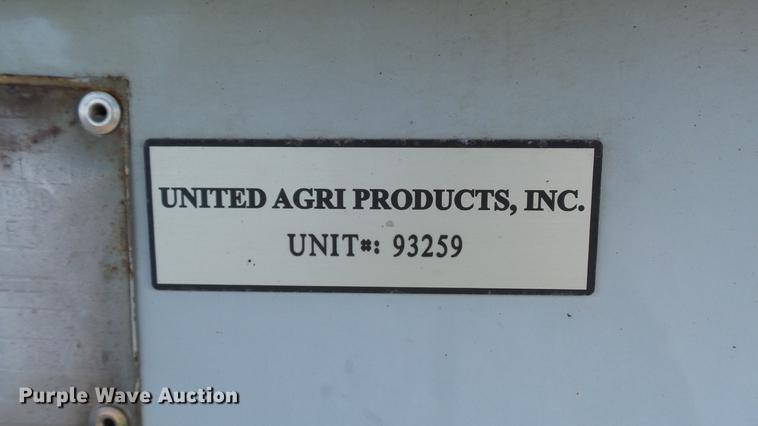 UNITED AGRI PRODUCTS, INC.
UNIT#: 93259
Purple Wave Auction